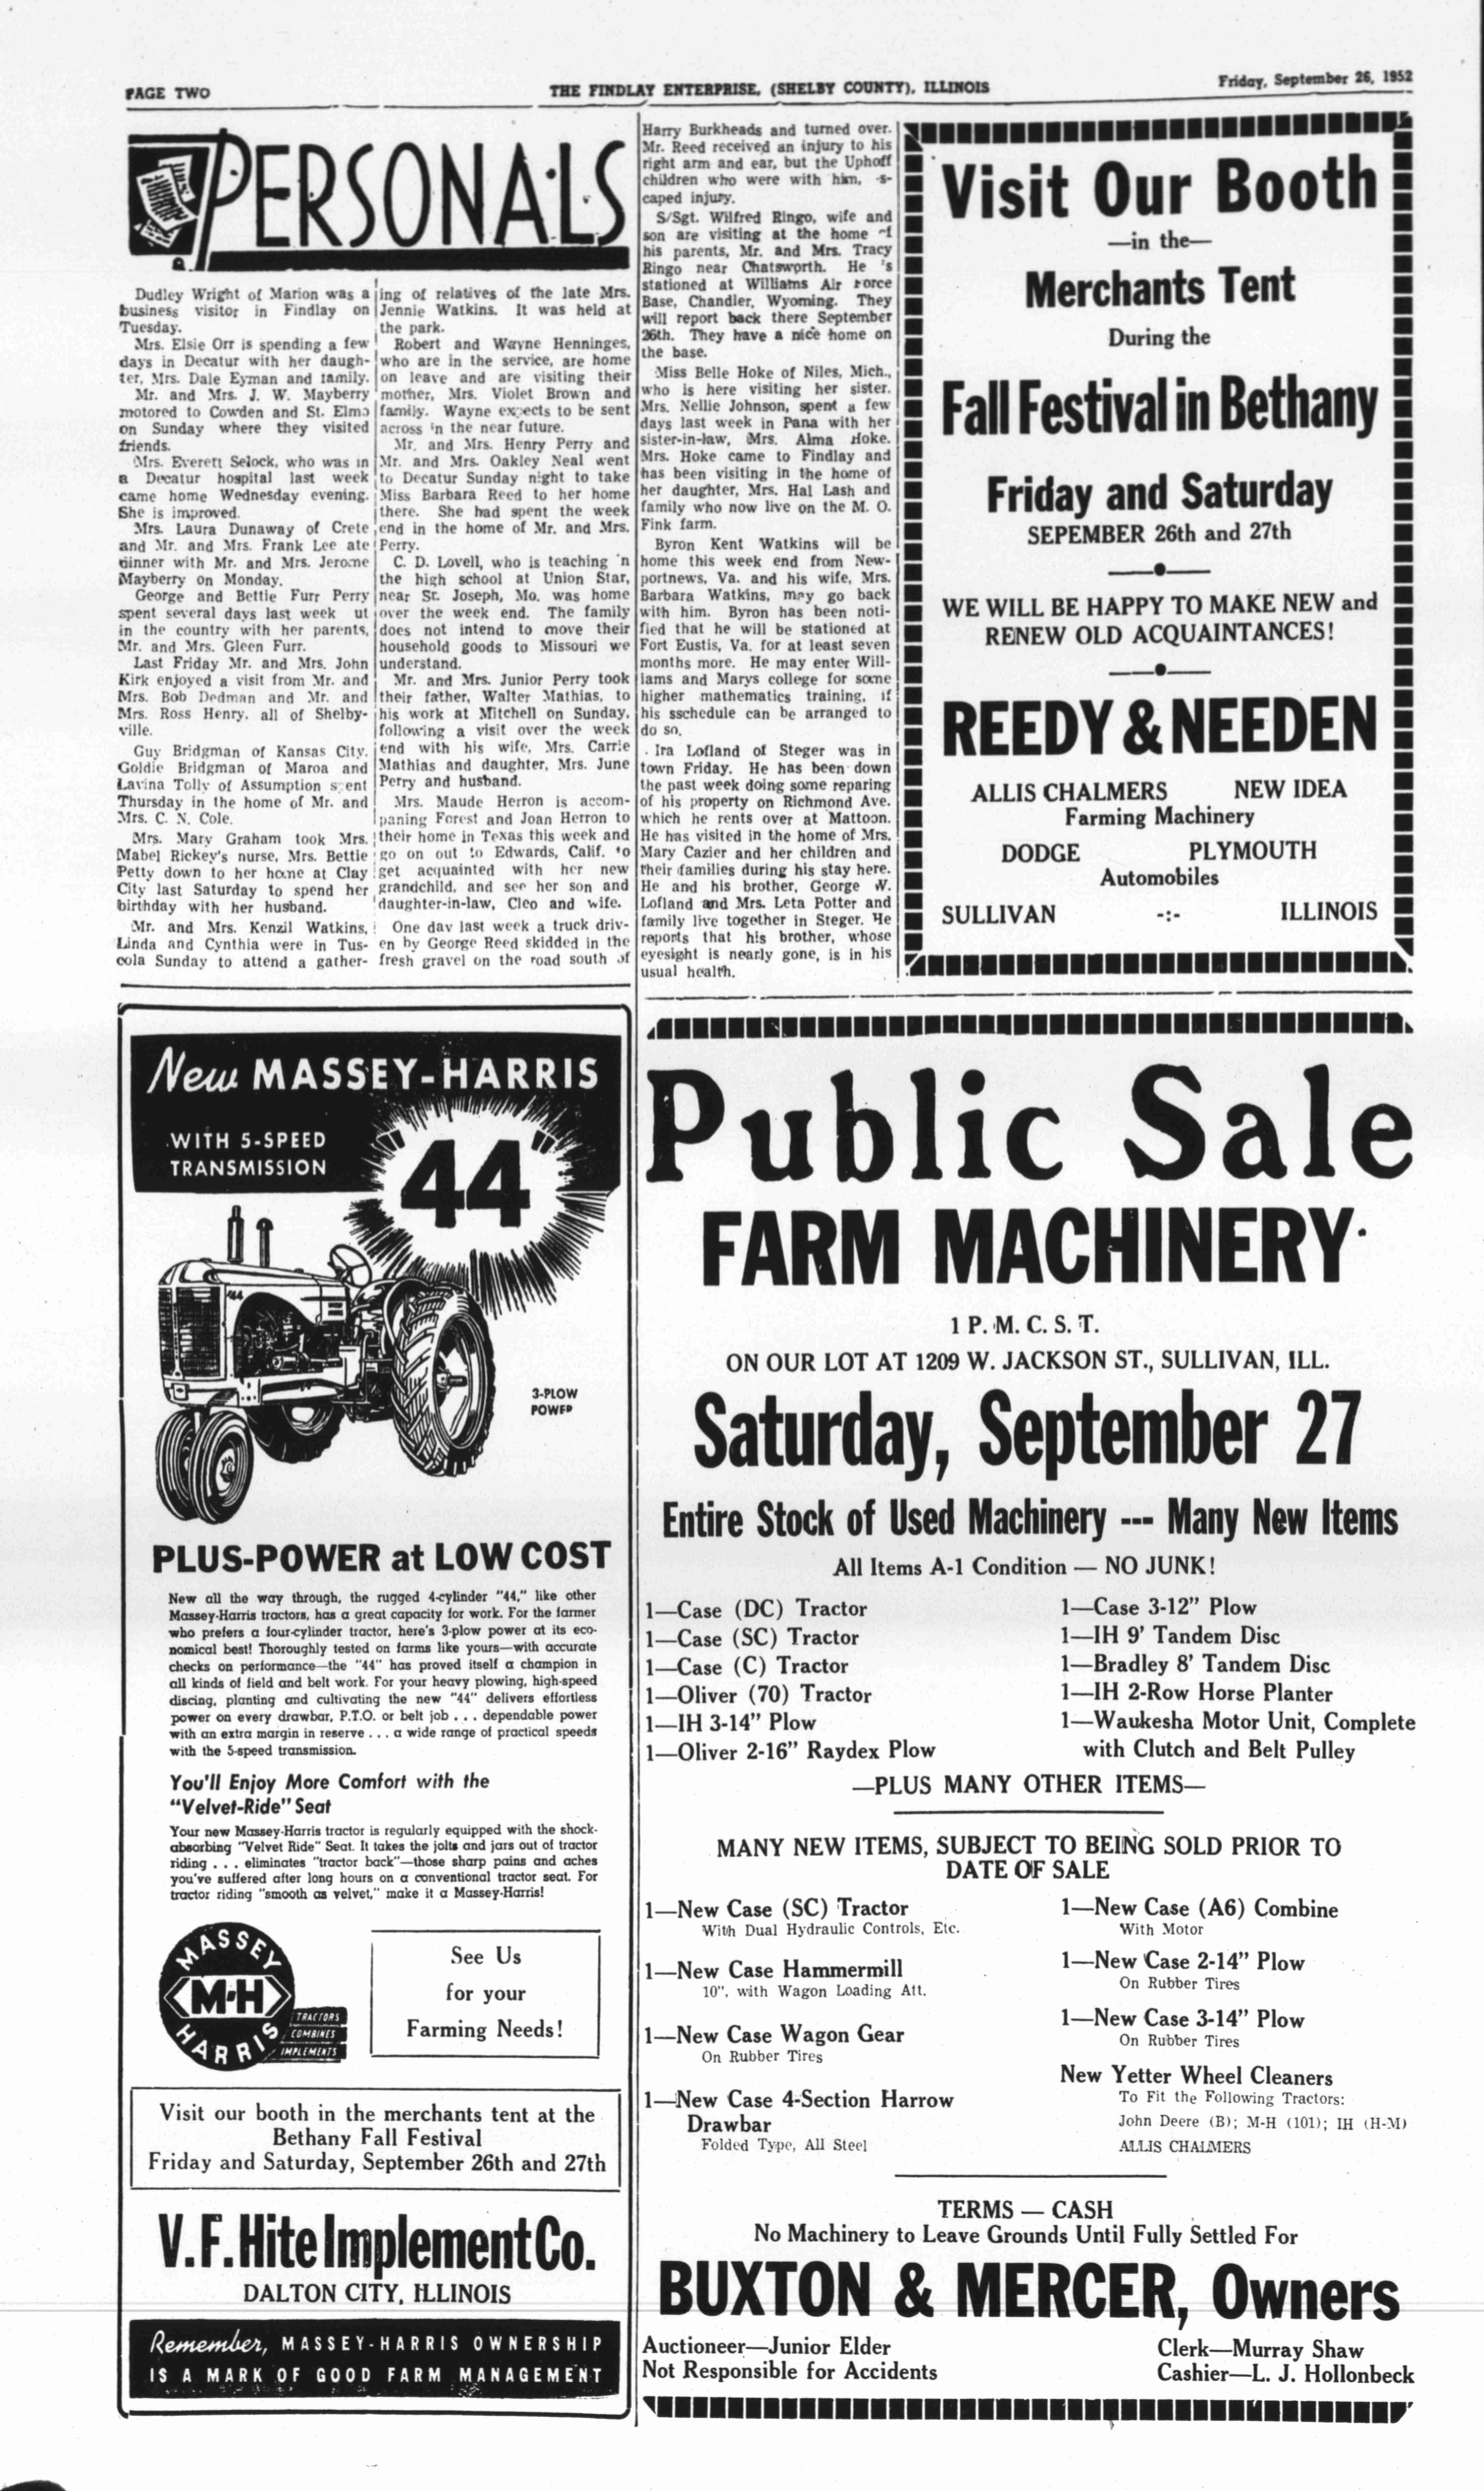 PAGE TWO
THE FINDLAY ENTERPRISE, (SHELBY COUNTY), ILLINOIS
Friday, September 26, 1952
PERSONALS
Dudley Wright of Marion was a
business visitor in Findlay on
Tuesday.
Mrs. Elsie Orr is spending a few
days in Decatur with her daugh-
ter, Mrs. Dale Eyman and family.
Mr. and Mrs. J. W. Mayberry
motored to Cowden and St. Elmo
on Sunday where they visited
friends.
Mrs. Everett Selock, who was in
a Decatur hospital last week
came home Wednesday evening.
She is improved.
Mrs. Laura Dunaway of Crete
and Mr. and Mrs. Frank Lee ate
dinner with Mr. and Mrs. Jerome
Mayberry on Monday.
George and Bettie Furr Perry
spent several days last week ut
in the country with her parents,
Mr. and Mrs. Gleen Furr.
Last Friday Mr. and Mrs. John
Kirk enjoyed a visit from Mr. and
Mrs. Bob Dedman and Mr. and
Mrs. Ross Henry, all of Shelby-
ville.
Guy Bridgman of Kansas City,
Goldie Bridgman of Maroa and
Lavina Tolly of Assumption spent
Thursday in the home of Mr. and
Mrs. C. N. Cole.
Mrs. Mary Graham took Mrs.
Mabel Rickey's nurse, Mrs. Bettie
Petty down to her home at Clay
City last Saturday to spend her
birthday with her husband.
Mr. and Mrs. Kenzil Watkins,
Linda and Cynthia were in Tus-
cola Sunday to attend a gather-
ing of relatives of the late Mrs.
Jennie Watkins. It was held at
the park.
Robert and Wayne Henninges,
who are in the service, are home
on leave and are visiting their
mother, Mrs. Violet Brown and
family. Wayne expects to be sent
across 'n the near future.
Mr. and Mrs. Henry Perry and
Mr. and Mrs. Oakley Neal went
to Decatur Sunday night to take
Miss Barbara Reed to her home
there. She had spent the week
end in the home of Mr. and Mrs.
Perry.
C. D. Lovell, who is teaching 'n
the high school at Union Star,
near St. Joseph, Mo. was home
over the week end. The family
does not intend to move their
household goods to Missouri we
understand.
Mr. and Mrs. Junior Perry took
their father, Walter Mathias, to
his work at Mitchell on Sunday,
following a visit over the week
end with his wife, Mrs. Carrie
Mathias and daughter, Mrs. June
Perry and husband.
Mrs. Maude Herron is accom-
paning Forest and Joan Herron to
their home in Texas this week and
go on out to Edwards, Calif. to
get acquainted with her new
grandchild, and see her son and
daughter-in-law, Cleo and wife.
One day last week a truck driv-
en by George Reed skidded in the
fresh gravel on the road south of
Harry Burkheads and turned over.
Mr. Reed received an injury to his
right arm and ear, but the Uphoff
children who were with him, -s-
caped injury.
S/Sgt. Wilfred Ringo, wife and
son are visiting at the home of
his parents, Mr. and Mrs. Tracy
Ringo near Chatsworth. He 's
stationed at Williams Air Force
Base, Chandler, Wyoming. They
will report back there September
26th. They have a nice home on
the base.
Miss Belle Hoke of Niles, Mich.,
who is here visiting her sister.
Mrs. Nellie Johnson, spent a few
days last week in Pana with her
sister-in-law, Mrs. Alma Hoke.
Mrs. Hoke came to Findlay and
has been visiting in the home of
her daughter, Mrs. Hal Lash and
family who now live on the M. O.
Fink farm.
Byron Kent Watkins will be
home this week end from New-
portnews, Va. and his wife, Mrs.
Barbara Watkins, may go back
with him. Byron has been noti-
fied that he will be stationed at
Fort Eustis, Va. for at least seven
months more. He may enter Will-
iams and Marys college for some
higher mathematics training, if
his sschedule can be arranged to
do so.
Ira Lofland of Steger was in
town Friday. He has been down
the past week doing some reparing
of his property on Richmond Ave.
which he rents over at Mattoon.
He has visited in the home of Mrs.
Mary Cazier and her children and
their families during his stay here.
He and his brother, George W.
Lofland and Mrs. Leta Potter and
family live together in Steger. He
reports that his brother, whose
eyesight is nearly gone, is in his
usual health.
Visit Our Booth
—in the—
Merchants Tent
During the
Fall Festival in Bethany
Friday and Saturday
SEPEMBER 26th and 27th
WE WILL BE HAPPY TO MAKE NEW and
RENEW OLD ACQUAINTANCES!
REEDY & NEEDEN
ALLIS CHALMERS NEW IDEA
Farming Machinery
DODGE PLYMOUTH
Automobiles
SULLIVAN -:- ILLINOIS
New MASSEY-HARRIS
WITH 5-SPEED
TRANSMISSION
"44"
44
3-PLOW
POWER
PLUS-POWER at LOW COST
New all the way through, the rugged 4-cylinder "44," like other
Massey-Harris tractors, has a great capacity for work. For the farmer
who prefers a four-cylinder tractor, here's 3-plow power at its eco-
nomical best! Thoroughly tested on farms like yours—with accurate
checks on performance—the "44" has proved itself a champion in
all kinds of field and belt work. For your heavy plowing, high-speed
discing, planting and cultivating the new "44" delivers effortless
power on every drawbar, P.T.O. or belt job . . . dependable power
with an extra margin in reserve . . . a wide range of practical speeds
with the 5-speed transmission.
You'll Enjoy More Comfort with the
"Velvet-Ride" Seat
Your new Massey-Harris tractor is regularly equipped with the shock-
absorbing "Velvet Ride" Seat. It takes the jolts and jars out of tractor
riding . . . eliminates "tractor back"—those sharp pains and aches
you've suffered after long hours on a conventional tractor seat. For
tractor riding "smooth as velvet," make it a Massey-Harris!
MASSEY
M-H
HARRIS
TRACTORS
COMBINES
IMPLEMENTS
See Us
for your
Farming Needs!
Visit our booth in the merchants tent at the
Bethany Fall Festival
Friday and Saturday, September 26th and 27th
V. F. Hite Implement Co.
DALTON CITY, ILLINOIS
Remember, MASSEY-HARRIS OWNERSHIP
IS A MARK OF GOOD FARM MANAGEMENT
Public Sale
FARM MACHINERY
1 P. M. C. S. T.
ON OUR LOT AT 1209 W. JACKSON ST., SULLIVAN, ILL.
Saturday, September 27
Entire Stock of Used Machinery --- Many New Items
All Items A-1 Condition — NO JUNK!
1—Case (DC) Tractor
1—Case (SC) Tractor
1—Case (C) Tractor
1—Oliver (70) Tractor
1—IH 3-14” Plow
1—Oliver 2-16” Raydex Plow
1—Case 3-12” Plow
1—IH 9’ Tandem Disc
1—Bradley 8’ Tandem Disc
1—IH 2-Row Horse Planter
1—Waukesha Motor Unit, Complete
with Clutch and Belt Pulley
—PLUS MANY OTHER ITEMS—
MANY NEW ITEMS, SUBJECT TO BEING SOLD PRIOR TO
DATE OF SALE
1—New Case (SC) Tractor
With Dual Hydraulic Controls, Etc.
1—New Case Hammermill
10", with Wagon Loading Att.
1—New Case Wagon Gear
On Rubber Tires
1—New Case 4-Section Harrow
Drawbar
Folded Type, All Steel
1—New Case (A6) Combine
With Motor
1—New Case 2-14” Plow
On Rubber Tires
1—New Case 3-14” Plow
On Rubber Tires
New Yetter Wheel Cleaners
To Fit the Following Tractors:
John Deere (B); M-H (101); IH (H-M)
ALLIS CHALMERS
TERMS — CASH
No Machinery to Leave Grounds Until Fully Settled For
BUXTON & MERCER, Owners
Auctioneer—Junior Elder
Not Responsible for Accidents
Clerk—Murray Shaw
Cashier—L. J. Hollonbeck